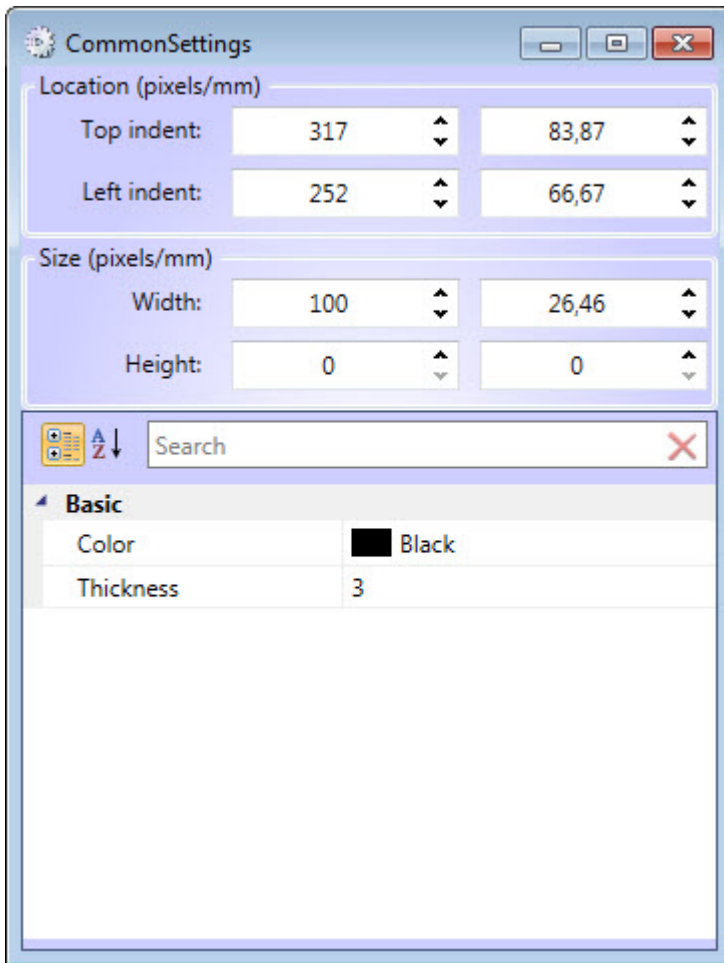 CommonSettings
Location (pixels/mm)
Top indent: 317 83,87
Left indent: 252 66,67
Size (pixels/mm)
Width: 100 26,46
Height: 0 0
A
Z
Search
Basic
Color Black
Thickness 3